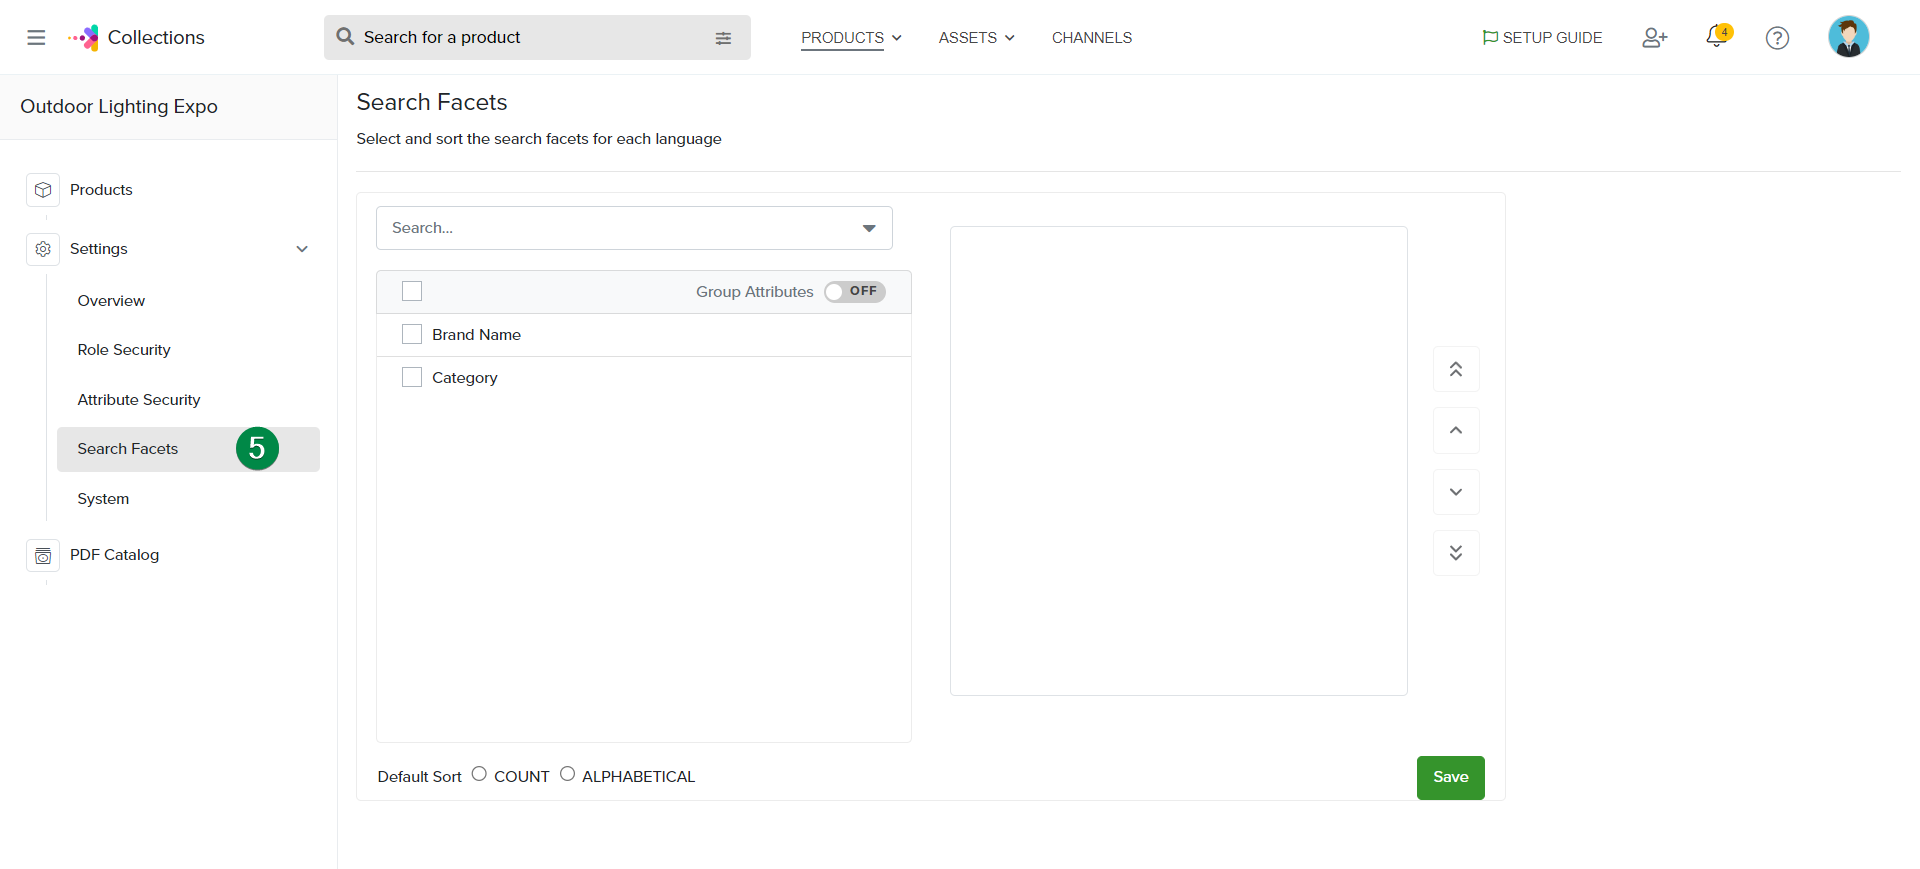 Collections
Search for a product
PRODUCTS
ASSETS
CHANNELS
SETUP GUIDE
4
Outdoor Lighting Expo
Products
Settings
Overview
Role Security
Attribute Security
Search Facets
5
System
PDF Catalog
Search Facets
Select and sort the search facets for each language
Search...
Group Attributes OFF
Brand Name
Category
Default Sort COUNT ALPHABETICAL
Save